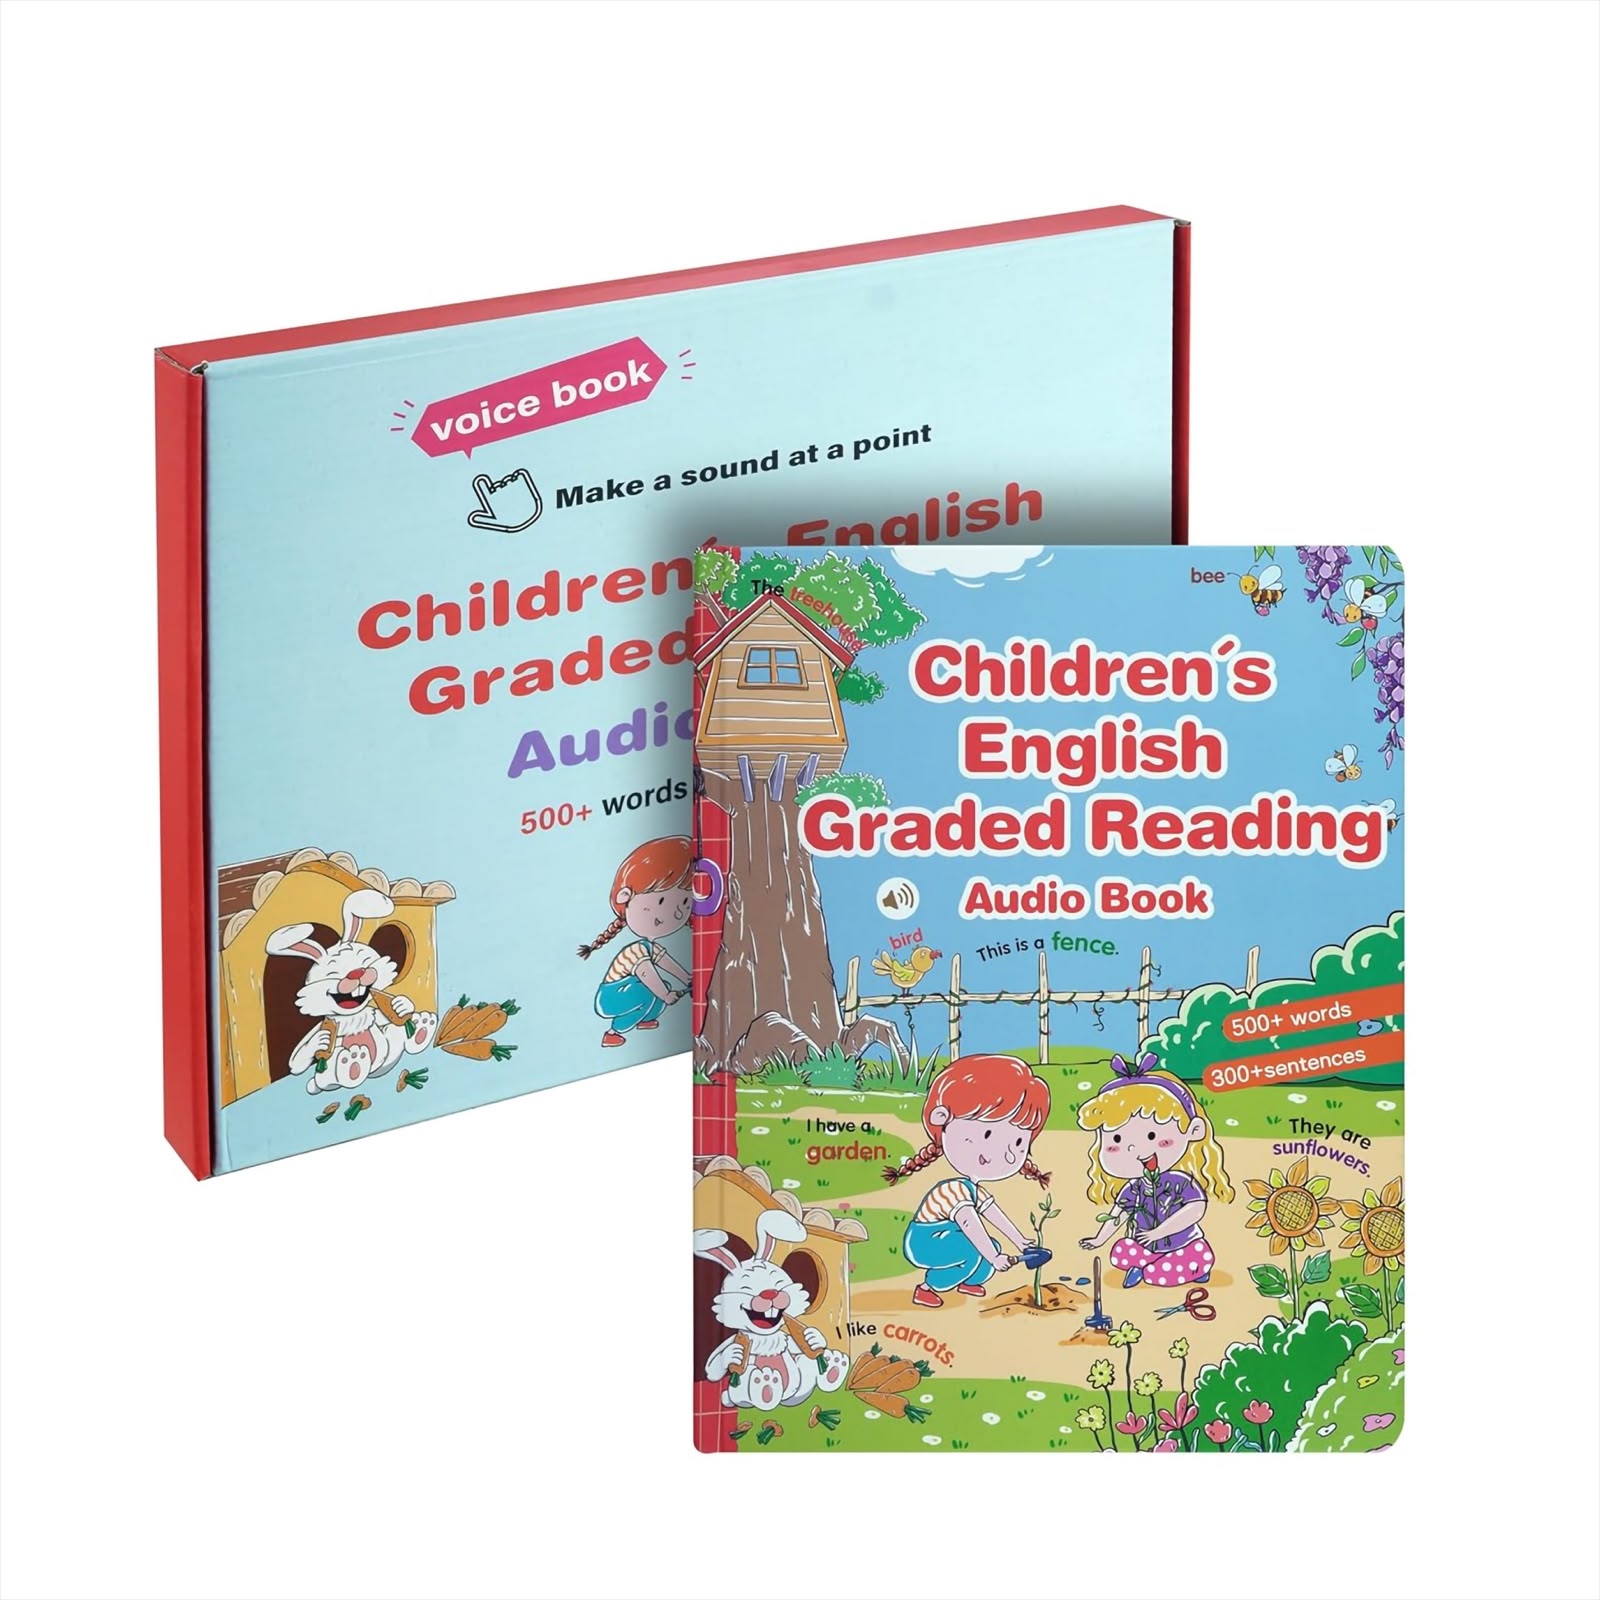 voice book
Make a sound at a point
Children´s English
Graded
Audio
500+ words
The treehouse.
bee
Children´s
English
Graded Reading
Audio Book
bird
This is a fence.
500+ words
300+sentences
I have a
garden.
They are
sunflowers.
I like carrots.